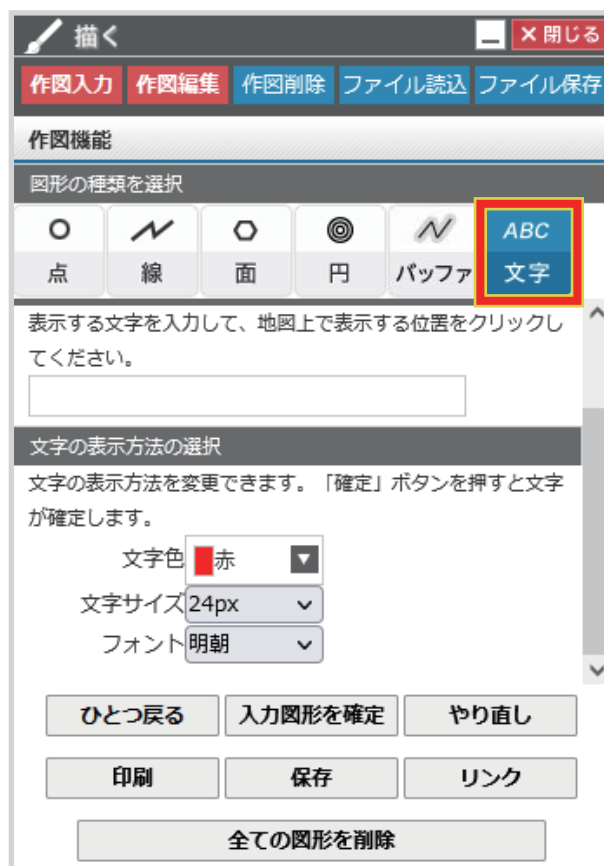 描く
×閉じる
作図入力 作図編集 作図削除 ファイル読込 ファイル保存
作図機能
図形の種類を選択
ABC
点 線 面 円 バッファ 文字
表示する文字を入力して、地図上で表示する位置をクリックし
てください。
文字の表示方法の選択
文字の表示方法を変更できます。「確定」ボタンを押すと文字
が確定します。
文字色 赤
文字サイズ 24px
フォント 明朝
ひとつ戻る 入力図形を確定 やり直し
印刷 保存 リンク
全ての図形を削除